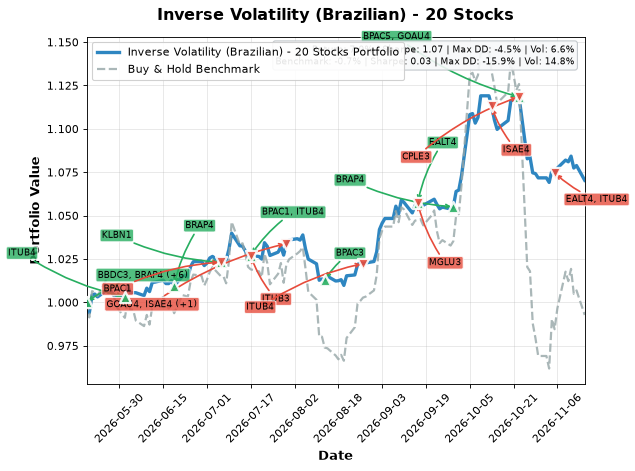 Inverse Volatility (Brazilian) - 20 Stocks
BPAC5, GOAU4
Inverse Volatility (Brazilian) - 20 Stocks Portfolio
Buy & Hold Benchmark
1.07 | Max DD: -4.5% | Vol: 6.6%
Benchmark: -0.7% | Sharpe: 0.03 | Max DD: -15.9% | Vol: 14.8%
Portfolio Value
1.150
1.125
1.100
1.075
1.050
1.025
1.000
0.975
EALT4
CPLE3
ISAE4
BRAP4
EALT4, ITUB4
BPAC1, ITUB4
BRAP4
KLBN1
ITUB4
BPAC3
MGLU3
BBDC3, BRAP4 (+6)
BPAC1
GOAU4, ISAE4 (+1)
ITUB3
ITUB4
2026-05-30
2026-06-15
2026-07-01
2026-07-17
2026-08-02
2026-08-18
2026-09-03
2026-09-19
2026-10-05
2026-10-21
2026-11-06
Date